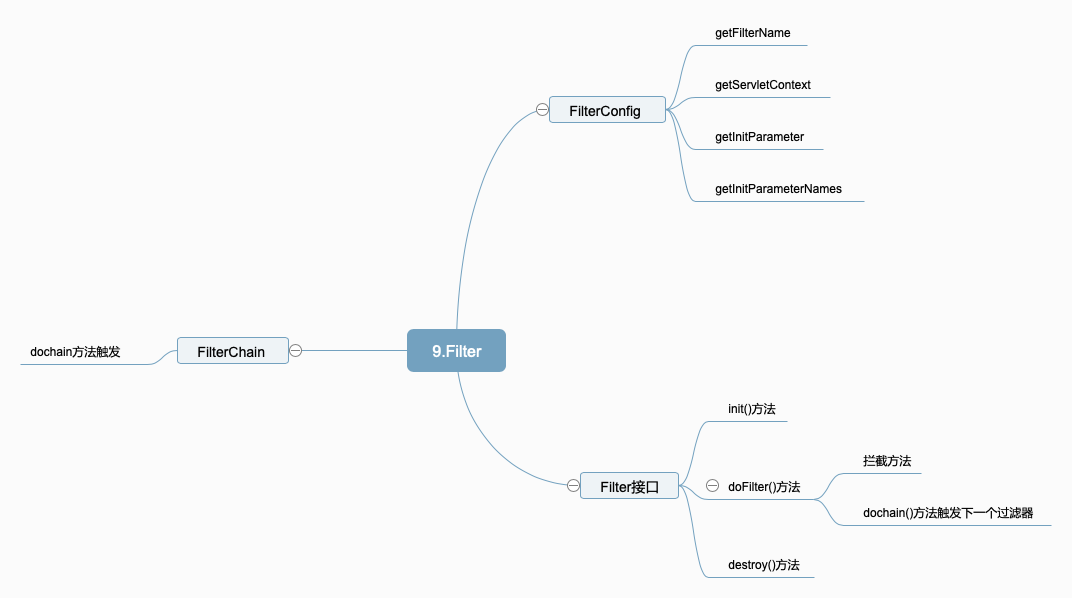 9.Filter
FilterConfig
getFilterName
getServletContext
getInitParameter
getInitParameterNames
FilterChain
dochain方法触发
Filter接口
init()方法
doFilter()方法
拦截方法
dochain()方法触发下一个过滤器
destroy()方法